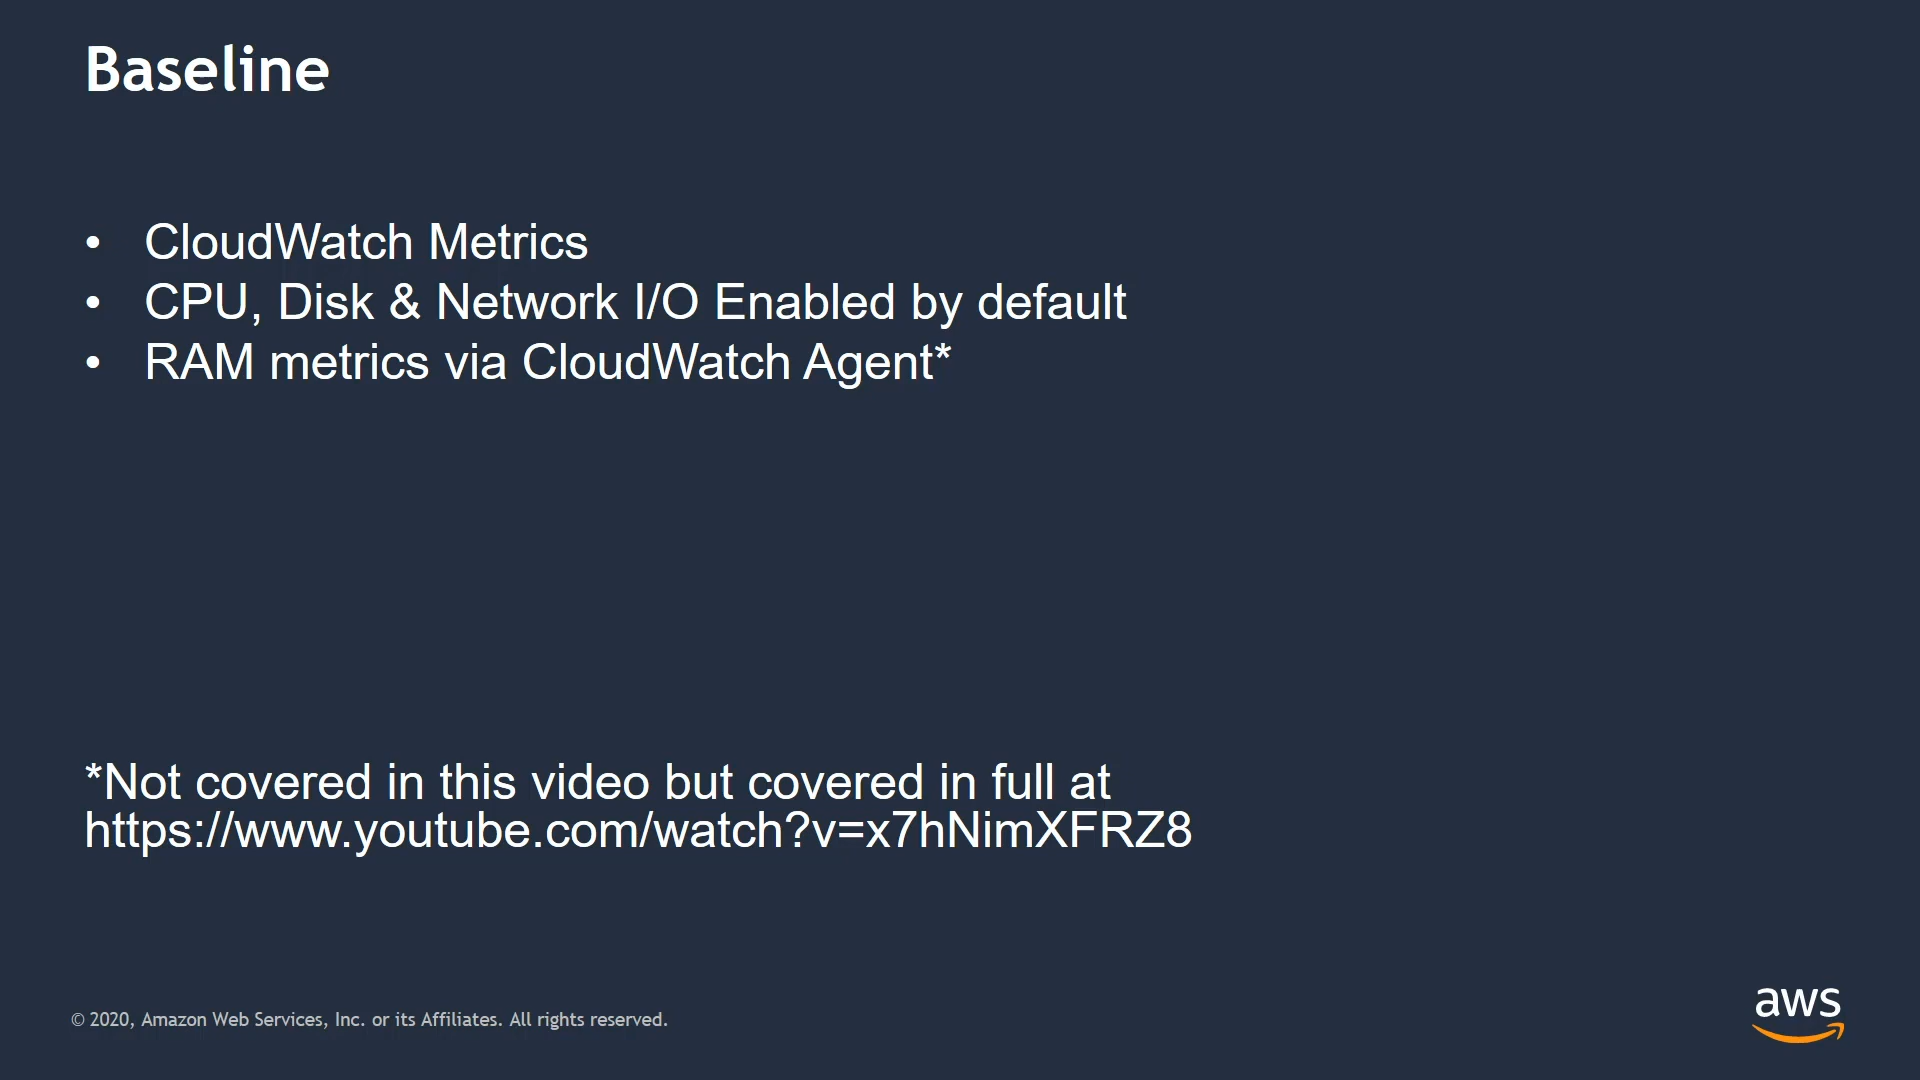 Baseline
• CloudWatch Metrics
• CPU, Disk & Network I/O Enabled by default
• RAM metrics via CloudWatch Agent*
*Not covered in this video but covered in full at
https://www.youtube.com/watch?v=x7hNimXFRZ8
© 2020, Amazon Web Services, Inc. or its Affiliates. All rights reserved.
aws